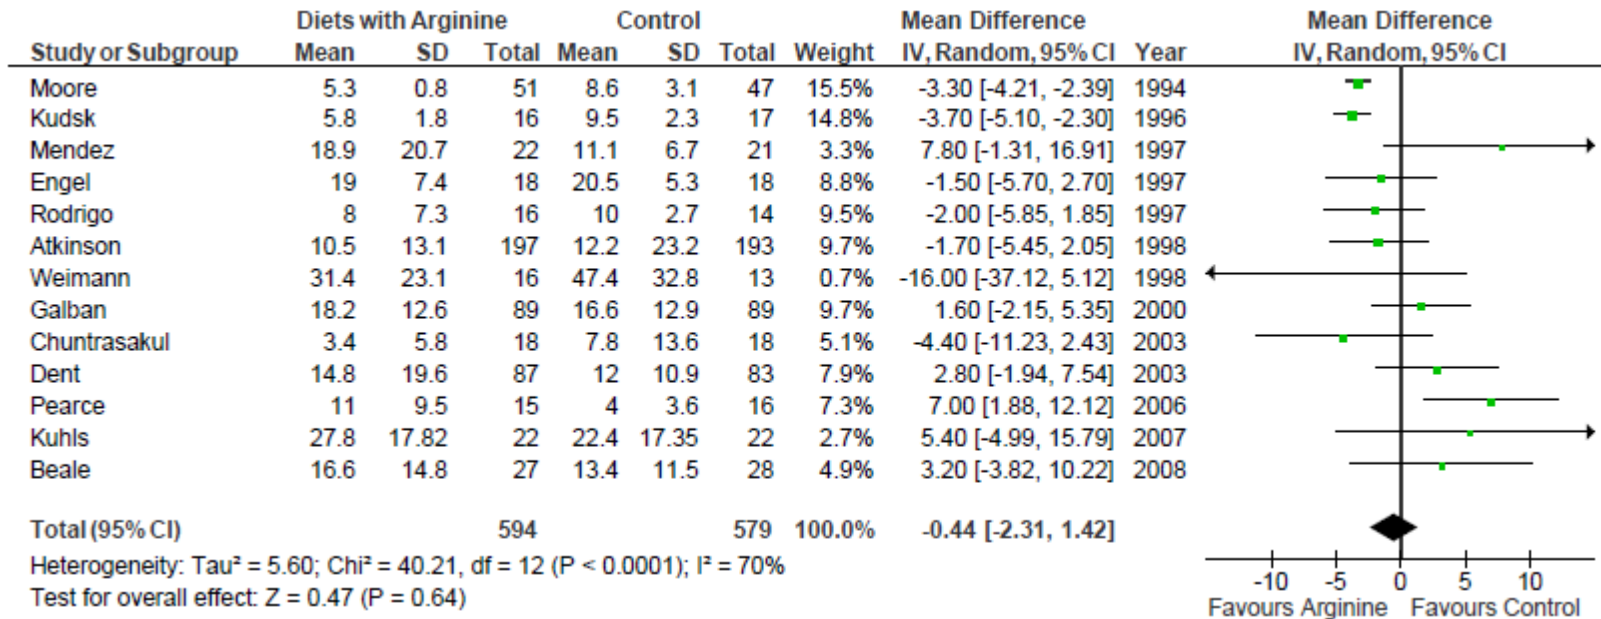 Diets with Arginine Control Mean Difference Mean Difference
Study or Subgroup Mean SD Total Mean SD Total Weight IV, Random, 95% CI Year IV, Random, 95% CI
Moore 5.3 0.8 51 8.6 3.1 47 15.5% -3.30 [-4.21, -2.39] 1994
Kudsk 5.8 1.8 16 9.5 2.3 17 14.8% -3.70 [-5.10, -2.30] 1996
Mendez 18.9 20.7 22 11.1 6.7 21 3.3% 7.80 [-1.31, 16.91] 1997
Engel 19 7.4 18 20.5 5.3 18 8.8% -1.50 [-5.70, 2.70] 1997
Rodrigo 8 7.3 16 10 2.7 14 9.5% -2.00 [-5.85, 1.85] 1997
Atkinson 10.5 13.1 197 12.2 23.2 193 9.7% -1.70 [-5.45, 2.05] 1998
Weimann 31.4 23.1 16 47.4 32.8 13 0.7% -16.00 [-37.12, 5.12] 1998
Galban 18.2 12.6 89 16.6 12.9 89 9.7% 1.60 [-2.15, 5.35] 2000
Chuntrasakul 3.4 5.8 18 7.8 13.6 18 5.1% -4.40 [-11.23, 2.43] 2003
Dent 14.8 19.6 87 12 10.9 83 7.9% 2.80 [-1.94, 7.54] 2003
Pearce 11 9.5 15 4 3.6 16 7.3% 7.00 [1.88, 12.12] 2006
Kuhls 27.8 17.82 22 22.4 17.35 22 2.7% 5.40 [-4.99, 15.79] 2007
Beale 16.6 14.8 27 13.4 11.5 28 4.9% 3.20 [-3.82, 10.22] 2008
Total (95% CI) 594 579 100.0% -0.44 [-2.31, 1.42]
Heterogeneity: Tau² = 5.60; Chi² = 40.21, df = 12 (P < 0.0001); I² = 70%
Test for overall effect: Z = 0.47 (P = 0.64)
-10 -5 0 5 10
Favours Arginine Favours Control